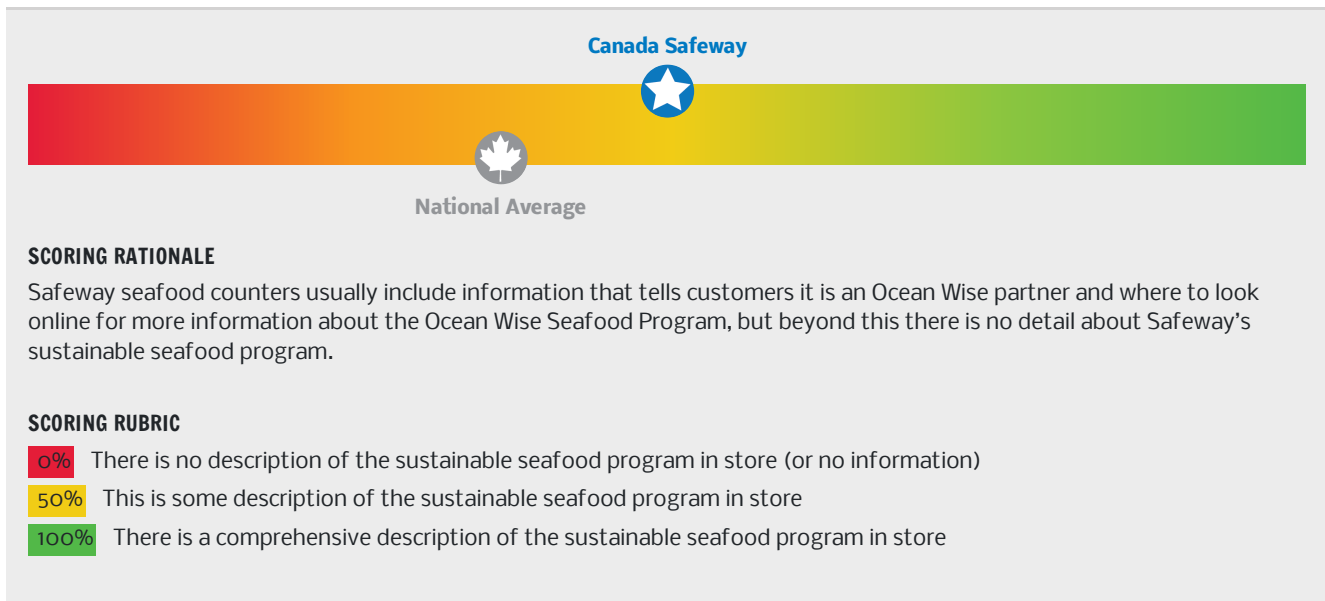 Canada Safeway
National Average
SCORING RATIONALE
Safeway seafood counters usually include information that tells customers it is an Ocean Wise partner and where to look
online for more information about the Ocean Wise Seafood Program, but beyond this there is no detail about Safeway’s
sustainable seafood program.
SCORING RUBRIC
0% There is no description of the sustainable seafood program in store (or no information)
50% This is some description of the sustainable seafood program in store
100% There is a comprehensive description of the sustainable seafood program in store